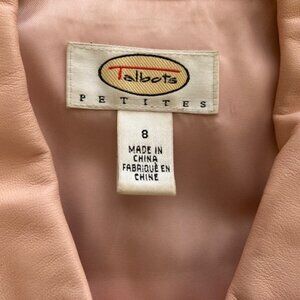 Talbots
PETITES
8
MADE IN
CHINA
FABRIQUÉ EN
CHINE